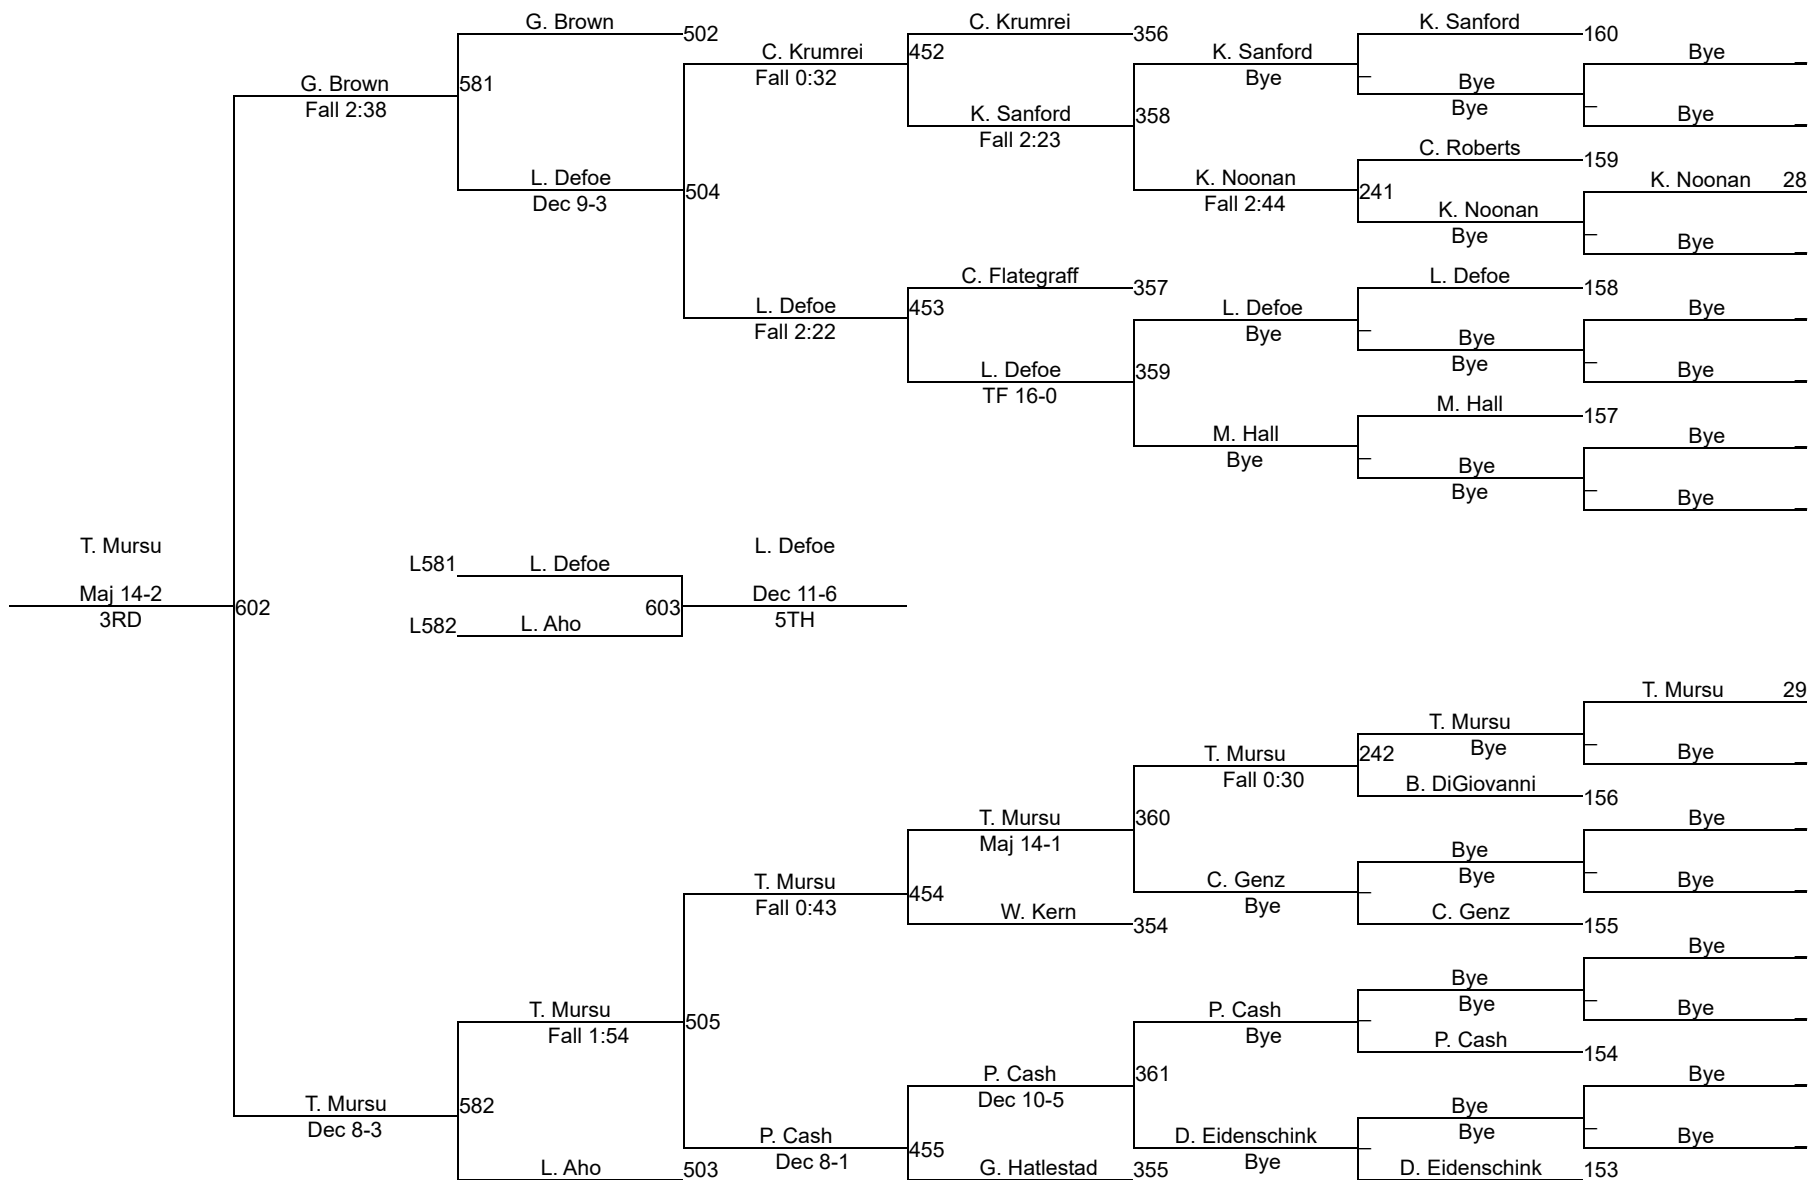 G. Brown
502
C. Krumrei
356
K. Sanford
160
C. Krumrei
Fall 0:32
452
K. Sanford
Bye
Bye
G. Brown
Fall 2:38
581
Bye
Bye
K. Sanford
Fall 2:23
358
Bye
C. Roberts
159
L. Defoe
Dec 9-3
504
K. Noonan
Fall 2:44
241
K. Noonan 28
K. Noonan
Bye
Bye
C. Flategraff
357
L. Defoe
158
L. Defoe
Fall 2:22
453
L. Defoe
Bye
Bye
Bye
Bye
L. Defoe
TF 16-0
359
Bye
M. Hall
157
M. Hall
Bye
Bye
Bye
Bye
Bye
T. Mursu
L. Defoe
L581
L. Defoe
Maj 14-2
3RD
602
603
Dec 11-6
5TH
L582
L. Aho
T. Mursu 29
T. Mursu
Bye
T. Mursu
Fall 0:30
242
Bye
B. DiGiovanni
156
T. Mursu
Maj 14-1
360
Bye
Bye
Bye
T. Mursu
Fall 0:43
454
C. Genz
Bye
Bye
W. Kern
354
C. Genz
155
Bye
Bye
Bye
T. Mursu
Fall 1:54
505
P. Cash
Bye
Bye
P. Cash
154
P. Cash
Dec 10-5
361
Bye
T. Mursu
Dec 8-3
582
Bye
Bye
P. Cash
Dec 8-1
455
D. Eidenschink
Bye
Bye
L. Aho
503
G. Hatlestad
355
D. Eidenschink
153